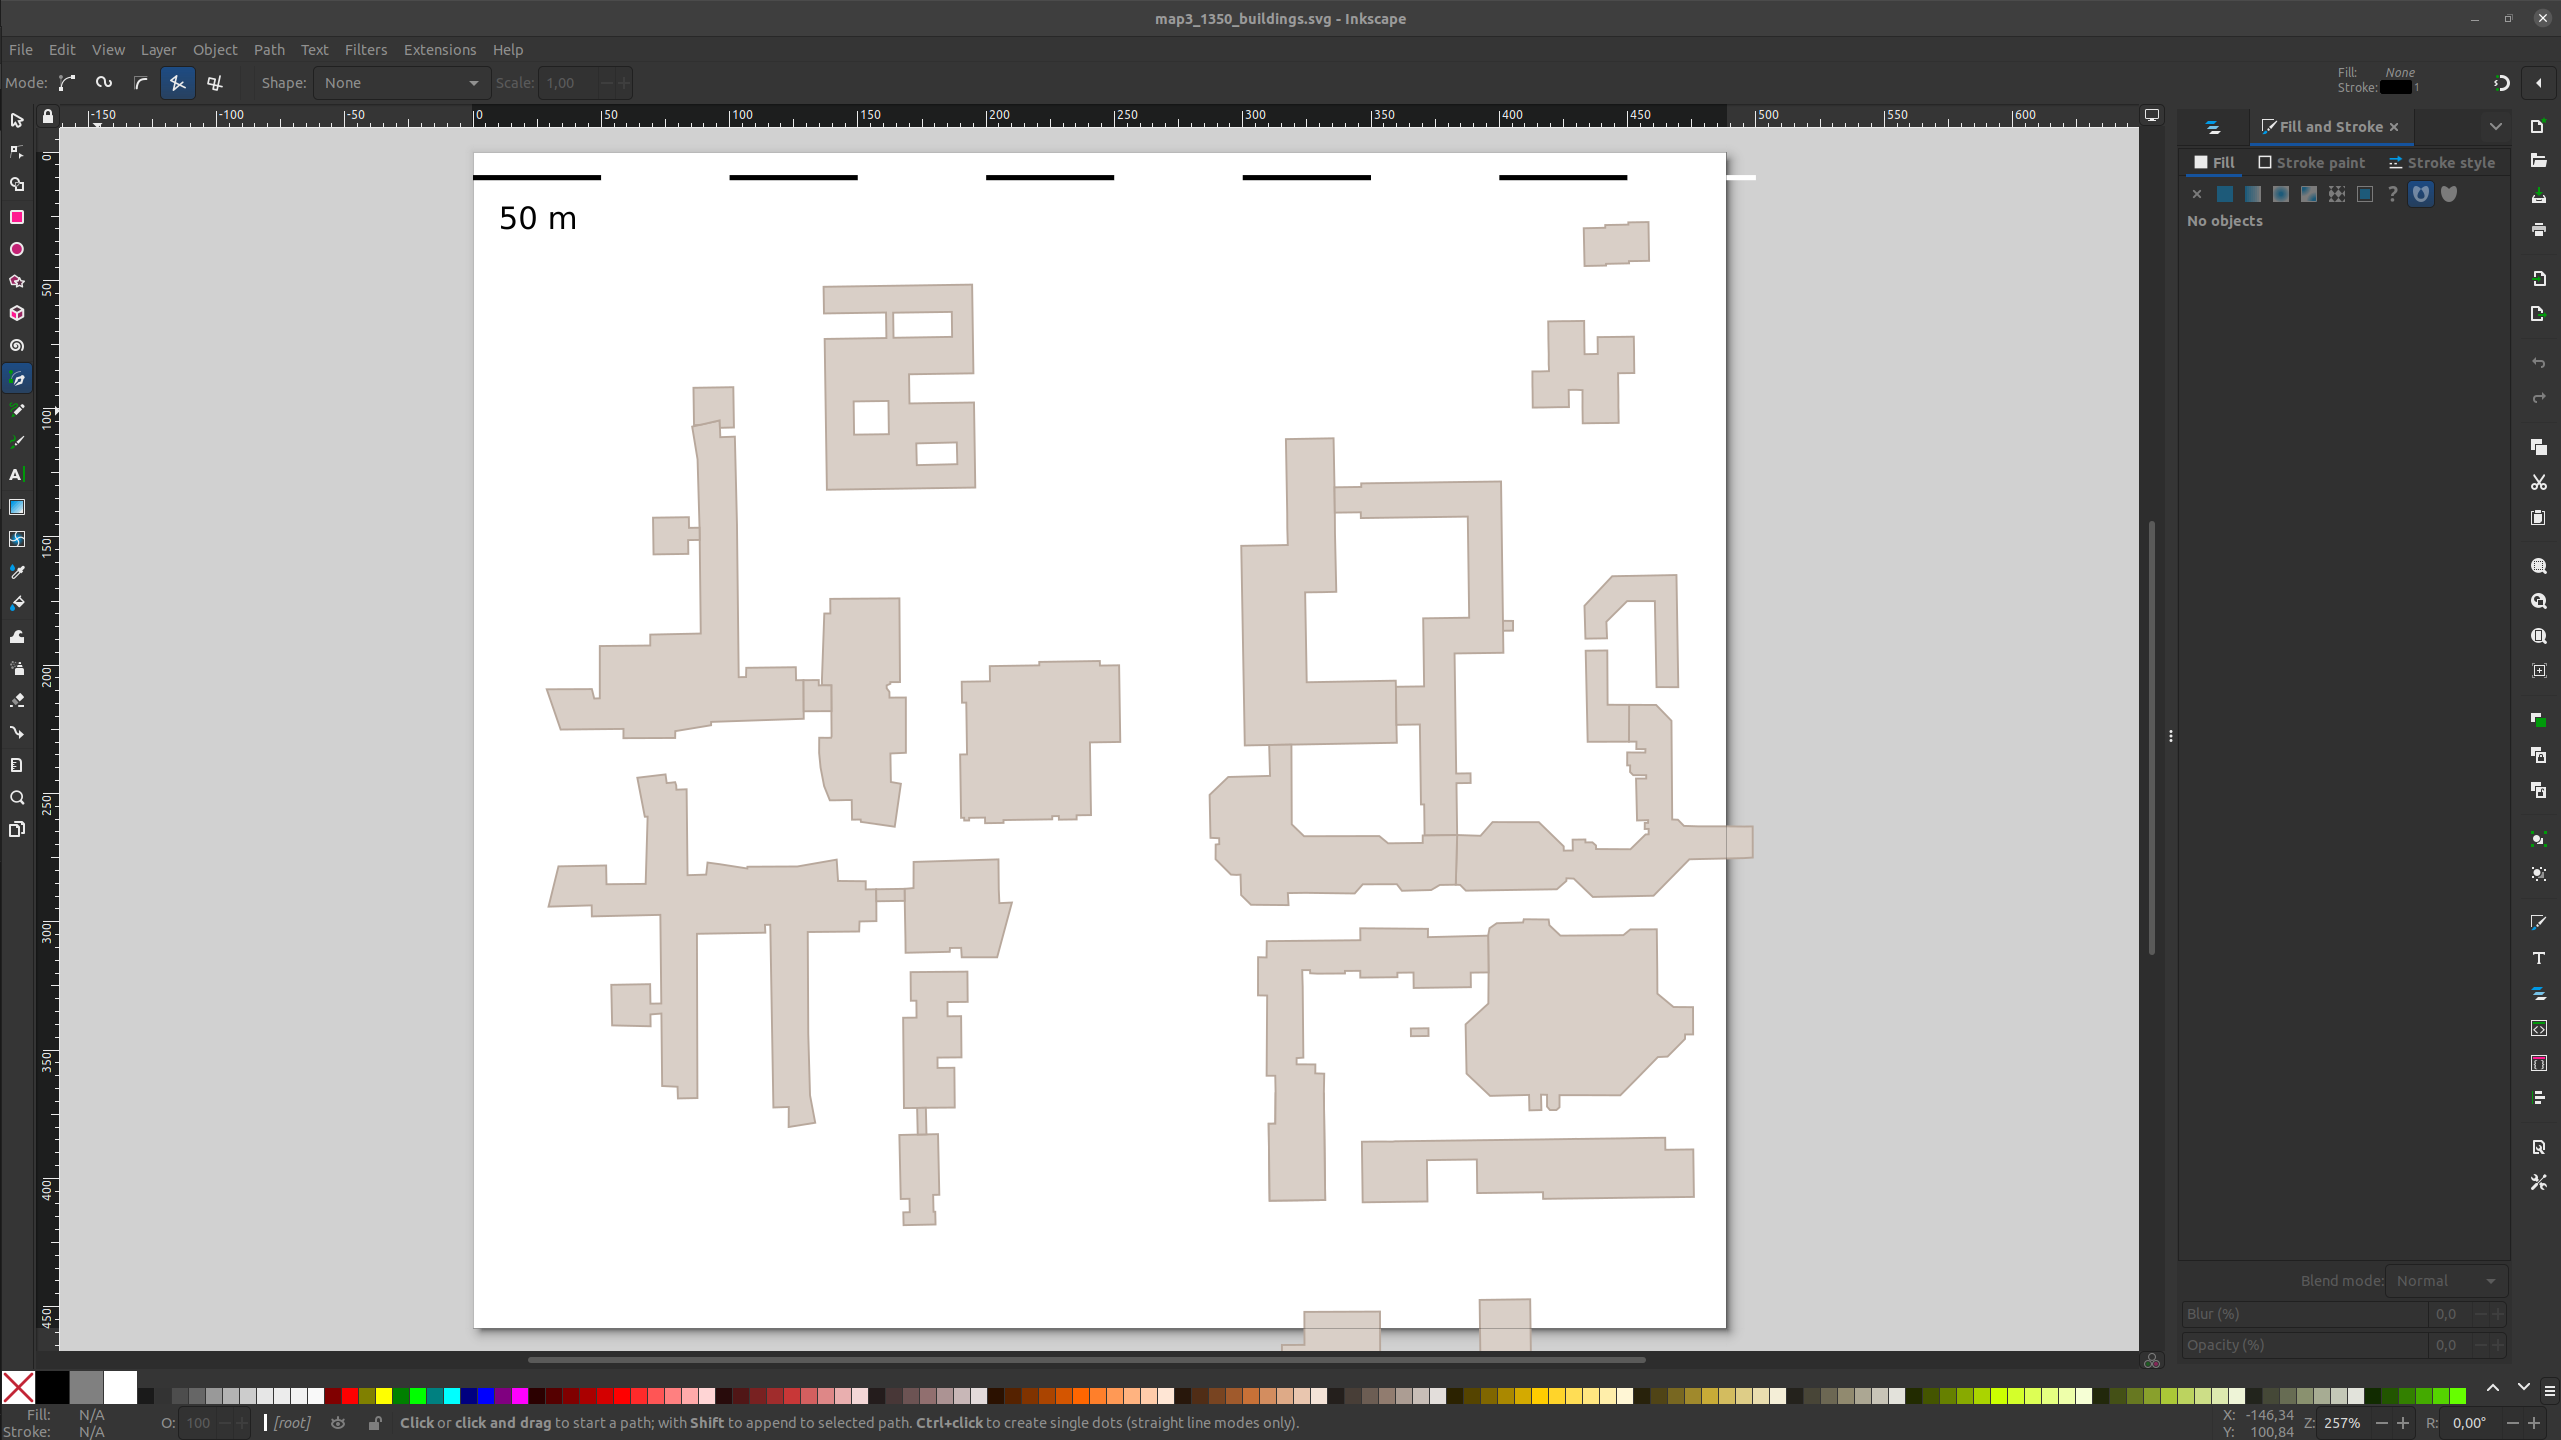 map3_1350_buildings.svg - Inkscape
File Edit View Layer Object Path Text Filters Extensions Help
Mode: Shape: None Scale: 1,00
Fill: None
Stroke: 1
-150 -100 -50 0 50 100 150 200 250 300 350 400 450 500 550 600
Fill and Stroke
Fill Stroke paint Stroke style
No objects
0
50
100
150
200
250
300
350
400
450
50 m
Blend mode: Normal
Blur (%) 0,0
Opacity (%) 0,0
Fill: N/A
Stroke: N/A
O: 100 [root] Click or click and drag to start a path; with Shift to append to selected path. Ctrl+click to create single dots (straight line modes only).
X: -146,34
Y: 100,84
Z: 257% R: 0,00°